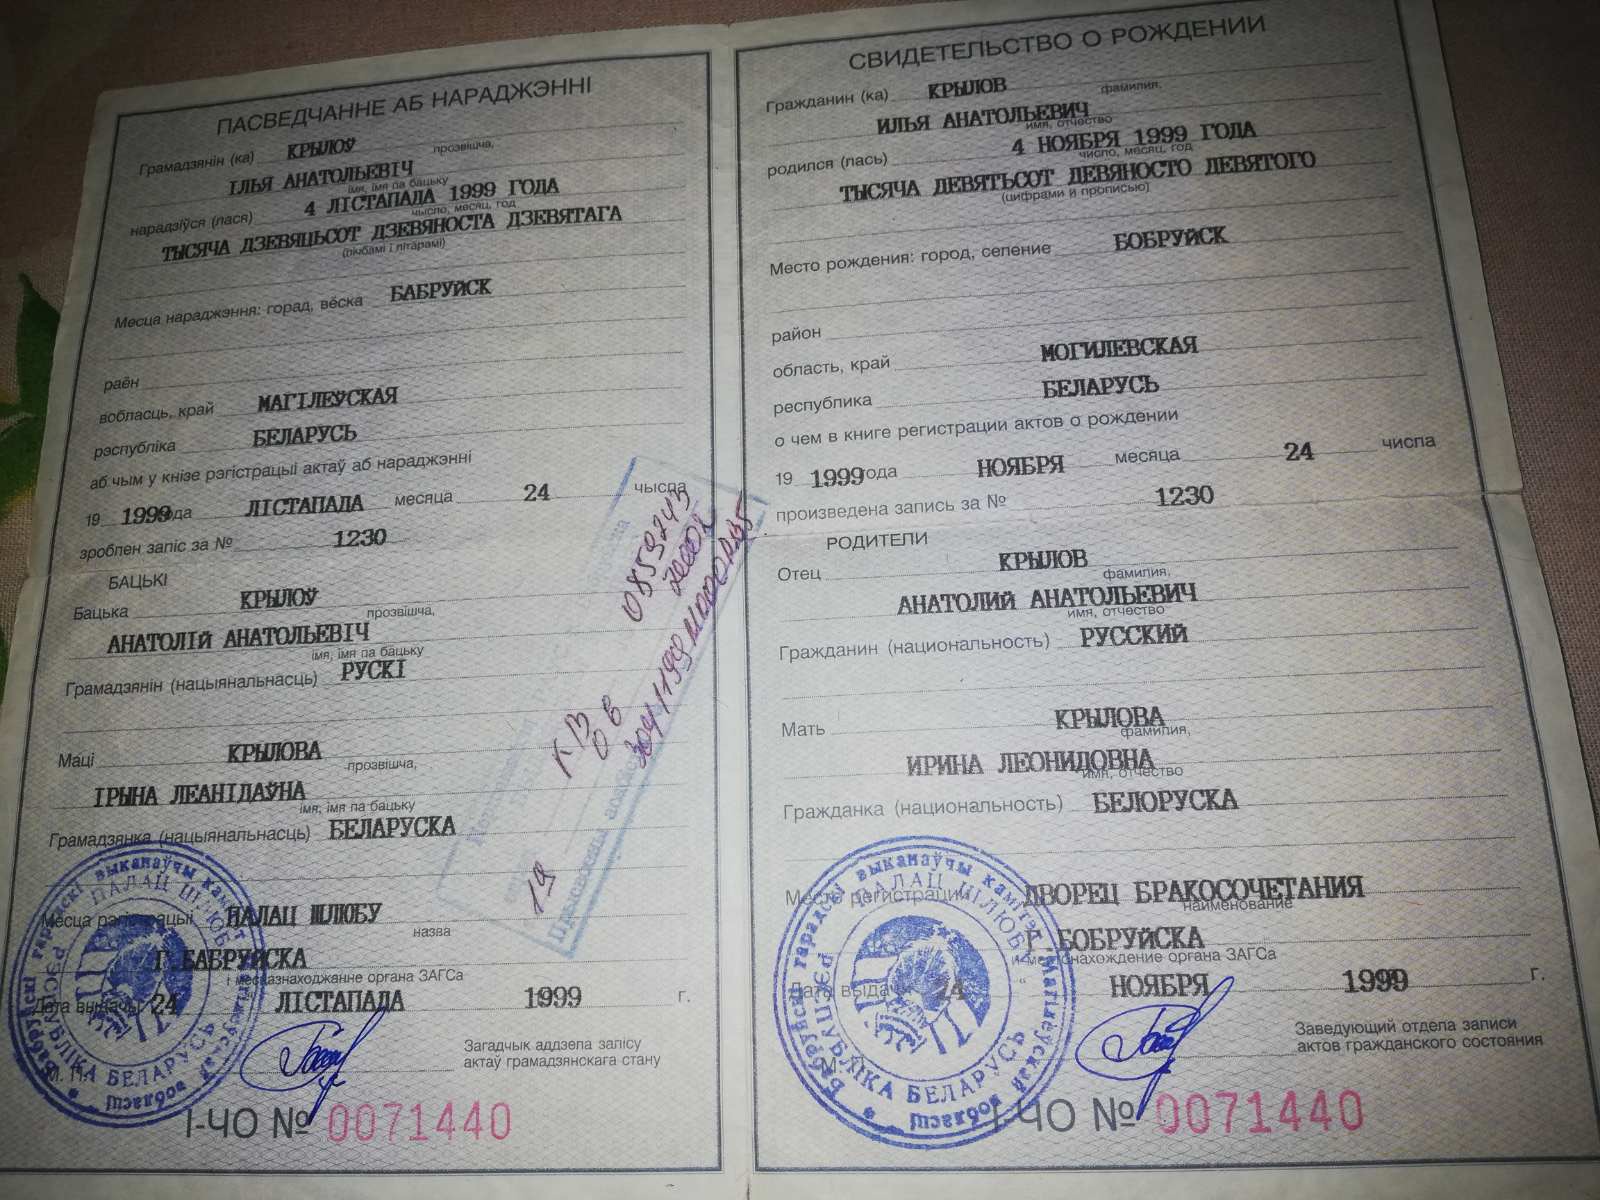 ПАСВЕДЧАННЕ АБ НАРАДЖЭННІ
Грамадзянін (ка) КРЫЛОЎ
прозвішча,
ІЛЬЯ АНАТОЛЬЕВІЧ
імя, імя па бацьку
нарадзіўся (лася) 4 ЛІСТАПАДА 1999 ГОДА
чысло, месяц, год
ТЫСЯЧА ДЗЕВЯЦЬСОТ ДЗЕВЯНОСТА ДЗЕВЯТАГА
(лічбамі і літарамі)
Месца нараджэння: горад, вёска БАБРУЙСК
раён
вобласць, край МАГІЛЕЎСКАЯ
рэспубліка БЕЛАРУСЬ
аб чым у кнізе рэгістрацыі актаў аб нараджэнні
19 1999 года ЛІСТАПАДА месяца 24 чысла
зроблен запіс за № 1230
БАЦЬКІ
Бацька КРЫЛОЎ
прозвішча,
АНАТОЛІЙ АНАТОЛЬЕВІЧ
імя, імя па бацьку
Грамадзянін (нацыянальнасць) РУСКІ
Маці КРЫЛОВА
прозвішча,
ІРЫНА ЛЕАНІДАЎНА
імя, імя па бацьку
Грамадзянка (нацыянальнасць) БЕЛАРУСКА
Месца рэгістрацыі ПАЛАЦ ШЛЮБУ
назва
Г.БАБРУЙСКА
і месцазнаходжанне органа ЗАГСа
Дата выдачы 24 ЛІСТАПАДА 1999 г.
Загадчык аддзела запісу
актаў грамадзянскага стану
М. П.
І-ЧО № 0071440
КВ 0859243
19
РЭСПУБЛІКА БЕЛАРУСЬ
ПАЛАЦ ШЛЮБУ
СВИДЕТЕЛЬСТВО О РОЖДЕНИИ
Гражданин (ка) КРЫЛОВ
фамилия,
ИЛЬЯ АНАТОЛЬЕВИЧ
имя, отчество
родился (лась) 4 НОЯБРЯ 1999 ГОДА
число, месяц, год
ТЫСЯЧА ДЕВЯТЬСОТ ДЕВЯНОСТО ДЕВЯТОГО
(цифрами и прописью)
Место рождения: город, селение БОБРУЙСК
район
область, край МОГИЛЕВСКАЯ
республика БЕЛАРУСЬ
о чем в книге регистрации актов о рождении
19 1999 года НОЯБРЯ месяца 24 числа
произведена запись за № 1230
РОДИТЕЛИ
Отец КРЫЛОВ
фамилия,
АНАТОЛИЙ АНАТОЛЬЕВИЧ
имя, отчество
Гражданин (национальность) РУССКИЙ
Мать КРЫЛОВА
фамилия,
ИРИНА ЛЕОНИДОВНА
имя, отчество
Гражданка (национальность) БЕЛОРУСКА
Место регистрации ДВОРЕЦ БРАКОСОЧЕТАНИЯ
наименование
Г.БОБРУЙСКА
и местонахождение органа ЗАГСа
Дата выдачи 24 НОЯБРЯ 1999 г.
Заведующий отдела записи
актов гражданского состояния
І-ЧО № 0071440
Бабруйскі гарадскі выканаўчы камітэт Магілёўскай вобласці
ПАЛАЦ ШЛЮБУ
РЭСПУБЛІКА БЕЛАРУСЬ